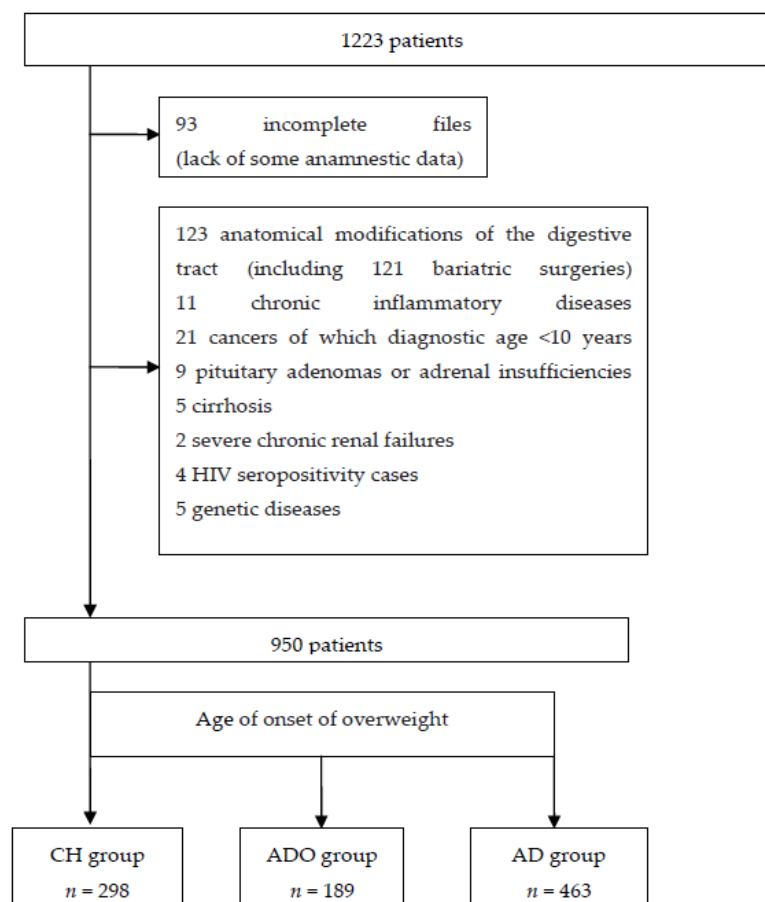 1223 patients
93 incomplete files
(lack of some anamnestic data)
123 anatomical modifications of the digestive
tract (including 121 bariatric surgeries)
11 chronic inflammatory diseases
21 cancers of which diagnostic age <10 years
9 pituitary adenomas or adrenal insufficiencies
5 cirrhosis
2 severe chronic renal failures
4 HIV seropositivity cases
5 genetic diseases
950 patients
Age of onset of overweight
CH group
n = 298
ADO group
n = 189
AD group
n = 463